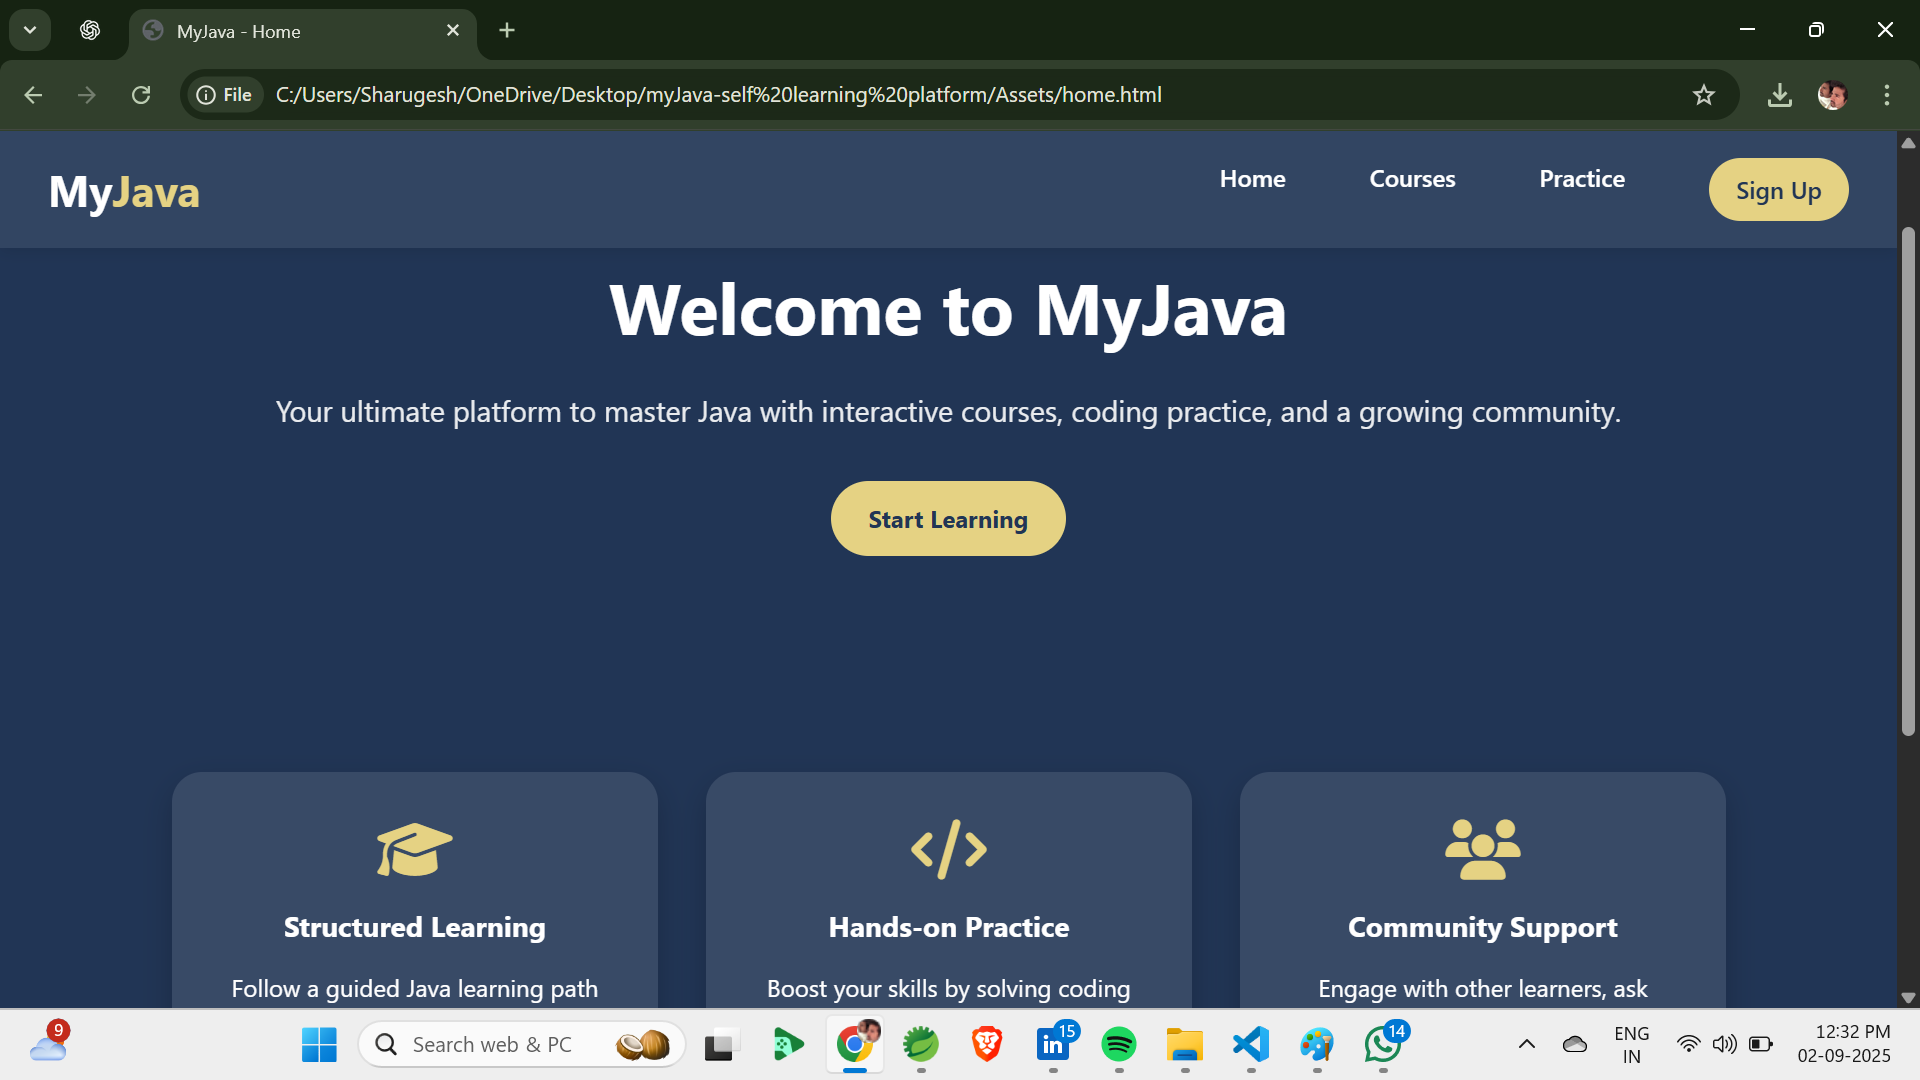 MyJava - Home
File C:/Users/Sharugesh/OneDrive/Desktop/myJava-self%20learning%20platform/Assets/home.html
MyJava
Home
Courses
Practice
Sign Up
Welcome to MyJava
Your ultimate platform to master Java with interactive courses, coding practice, and a growing community.
Start Learning
</>
Structured Learning
Hands-on Practice
Community Support
Follow a guided Java learning path
Boost your skills by solving coding
Engage with other learners, ask
9
Search web & PC
in
15
14
ENG
IN
12:32 PM
02-09-2025